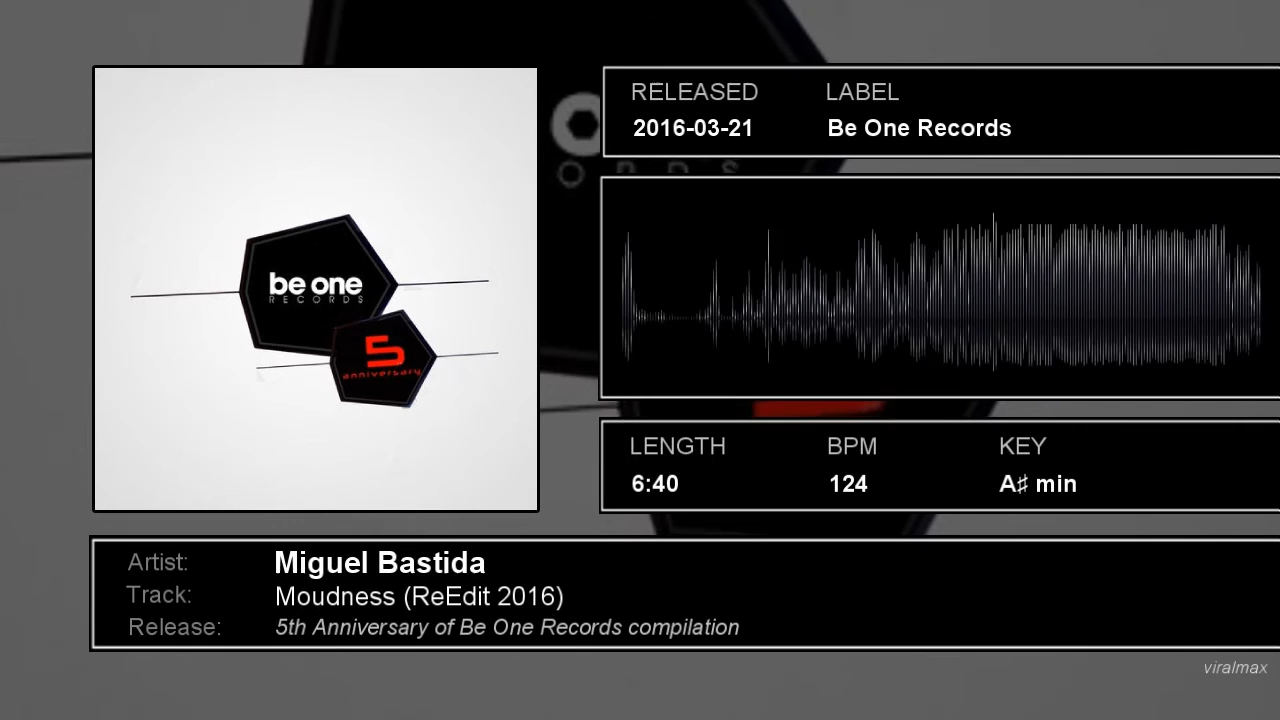 be one
RECORDS
5
anniversary
RELEASED LABEL
2016-03-21 Be One Records
LENGTH BPM KEY
6:40 124 A♯ min
Artist: Miguel Bastida
Track: Moudness (ReEdit 2016)
Release: 5th Anniversary of Be One Records compilation
viralmax